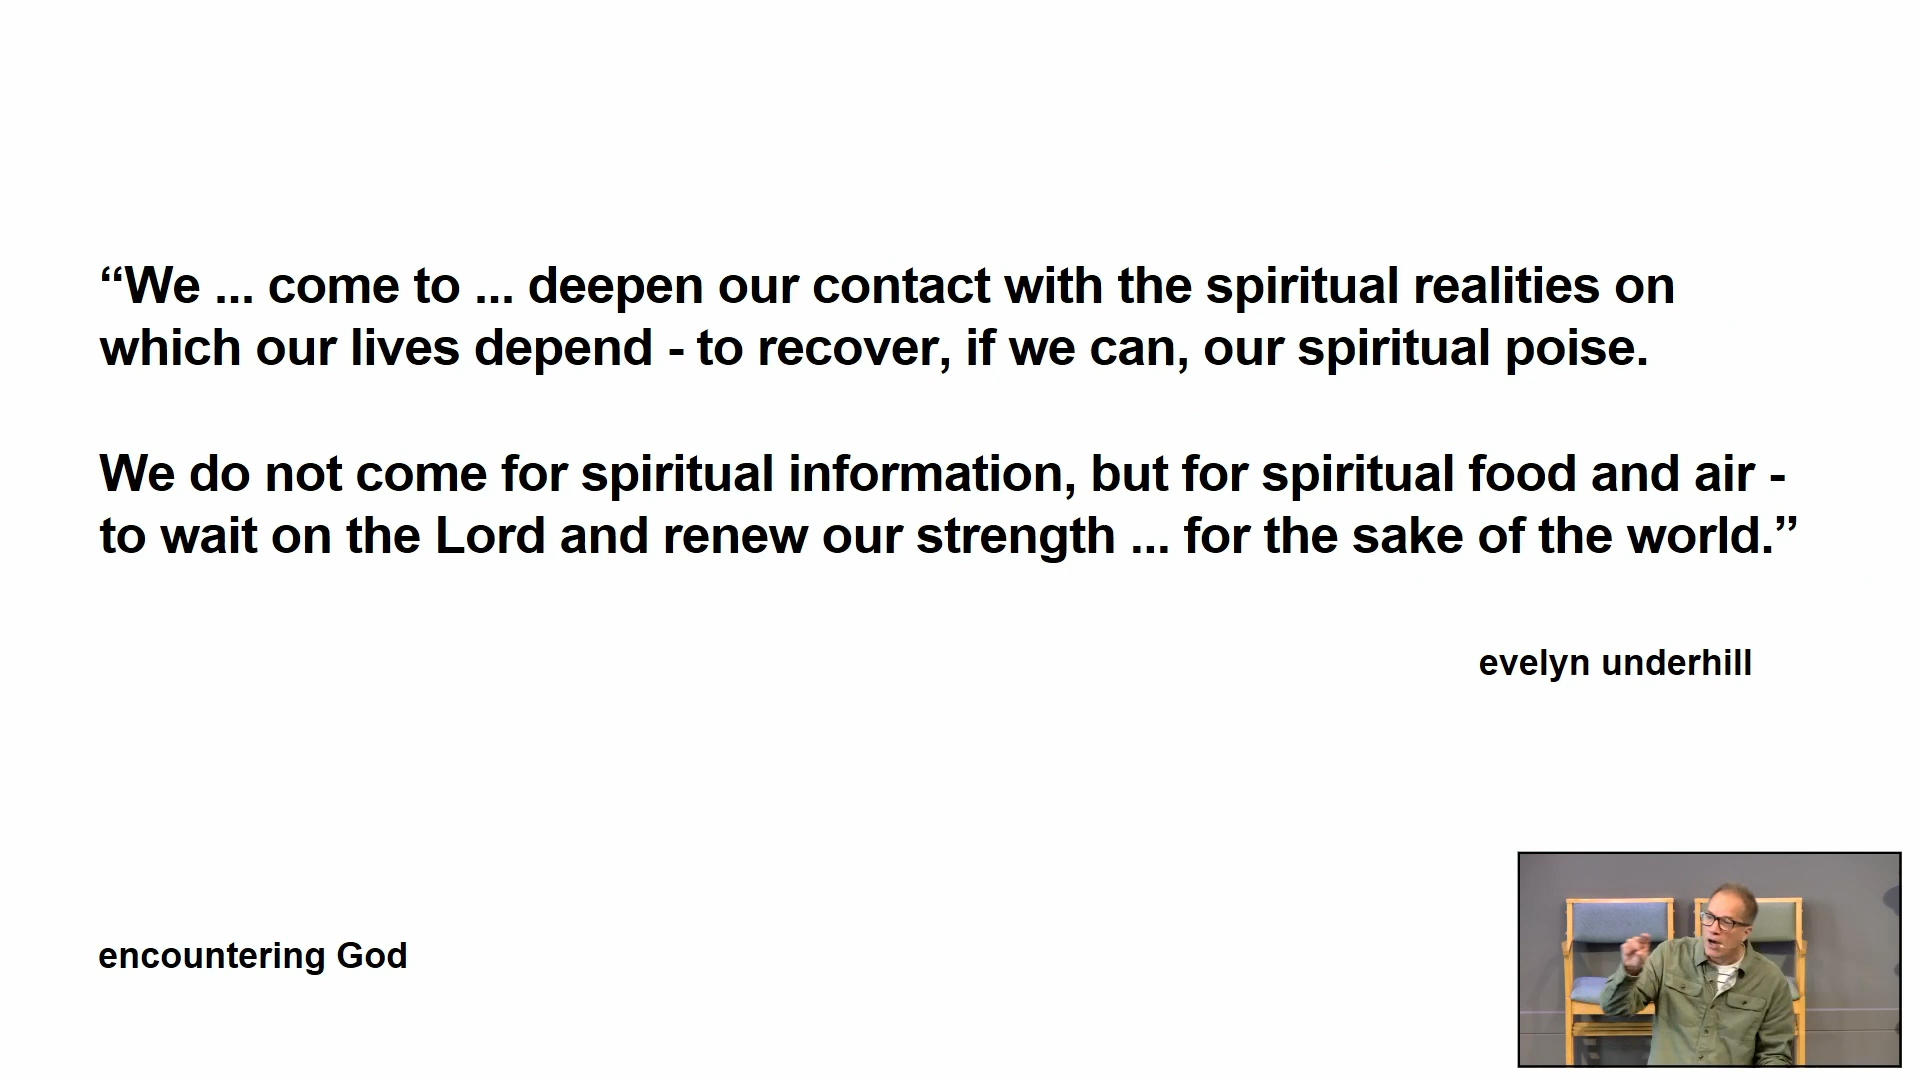 “We ... come to ... deepen our contact with the spiritual realities on
which our lives depend - to recover, if we can, our spiritual poise.
We do not come for spiritual information, but for spiritual food and air -
to wait on the Lord and renew our strength ... for the sake of the world.”
evelyn underhill
encountering God